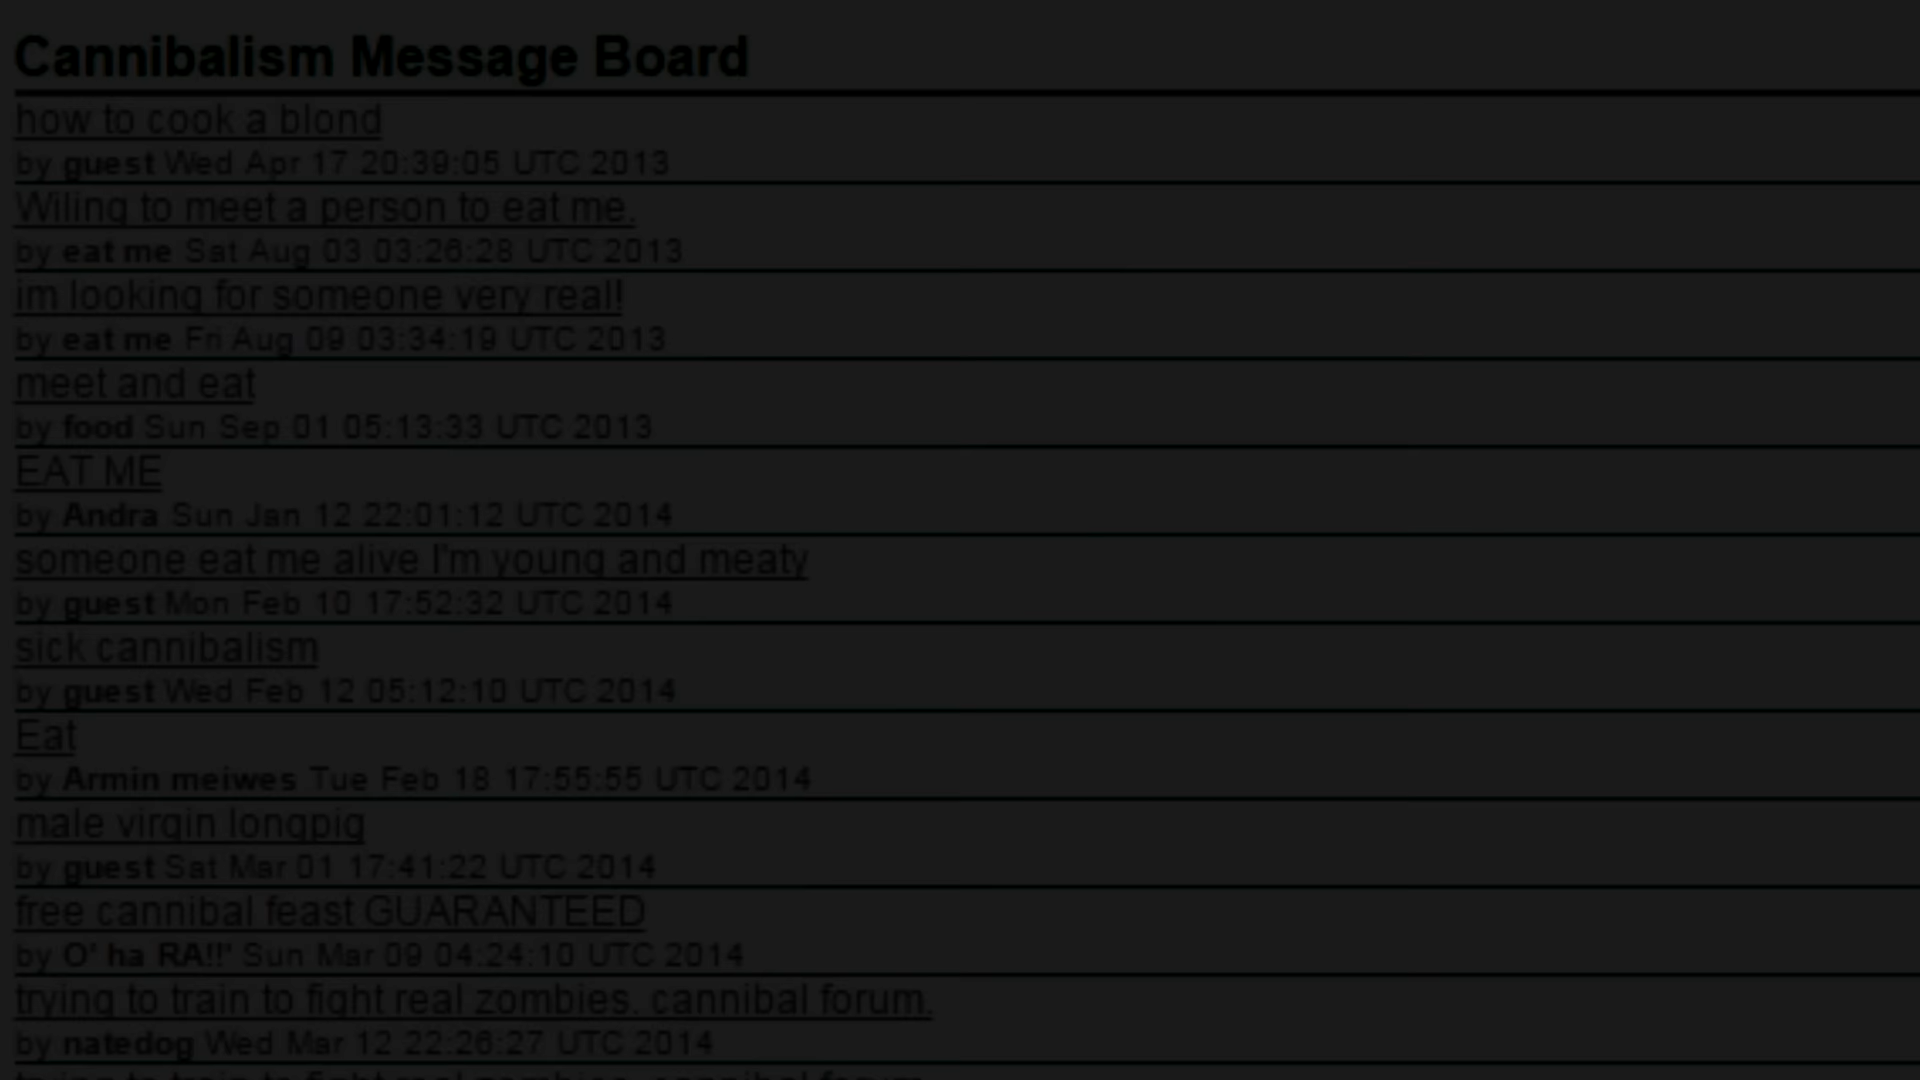 Cannibalism Message Board
how to cook a blond
by guest Wed Apr 17 20:39:05 UTC 2013
Wiling to meet a person to eat me.
by eat me Sat Aug 03 03:26:28 UTC 2013
im looking for someone very real!
by eat me Fri Aug 09 03:34:19 UTC 2013
meet and eat
by food Sun Sep 01 05:13:33 UTC 2013
EAT ME
by Andra Sun Jan 12 22:01:12 UTC 2014
someone eat me alive I'm young and meaty
by guest Mon Feb 10 17:52:32 UTC 2014
sick cannibalism
by guest Wed Feb 12 05:12:10 UTC 2014
Eat
by Armin meiwes Tue Feb 18 17:55:55 UTC 2014
male virgin longpig
by guest Sat Mar 01 17:41:22 UTC 2014
free cannibal feast GUARANTEED
by O' ha RA!!' Sun Mar 09 04:24:10 UTC 2014
trying to train to fight real zombies. cannibal forum.
by natedog Wed Mar 12 22:26:27 UTC 2014